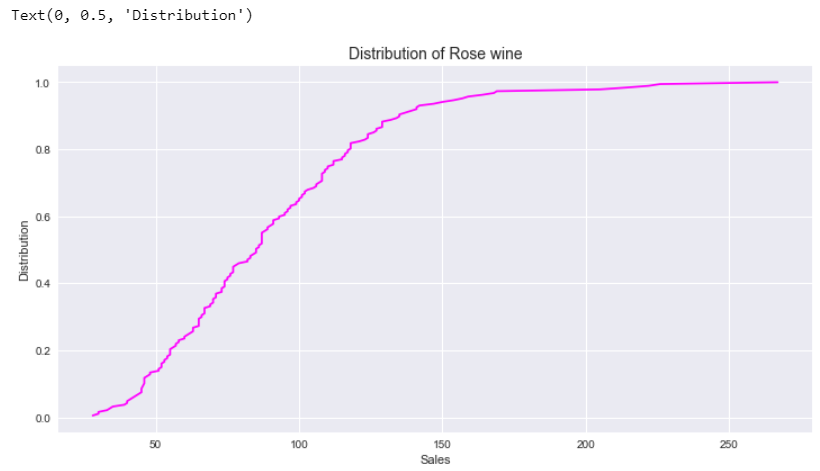 Text(0, 0.5, 'Distribution')
Distribution of Rose wine
1.0
0.8
0.6
0.4
0.2
0.0
Distribution
50 100 150 200 250
Sales